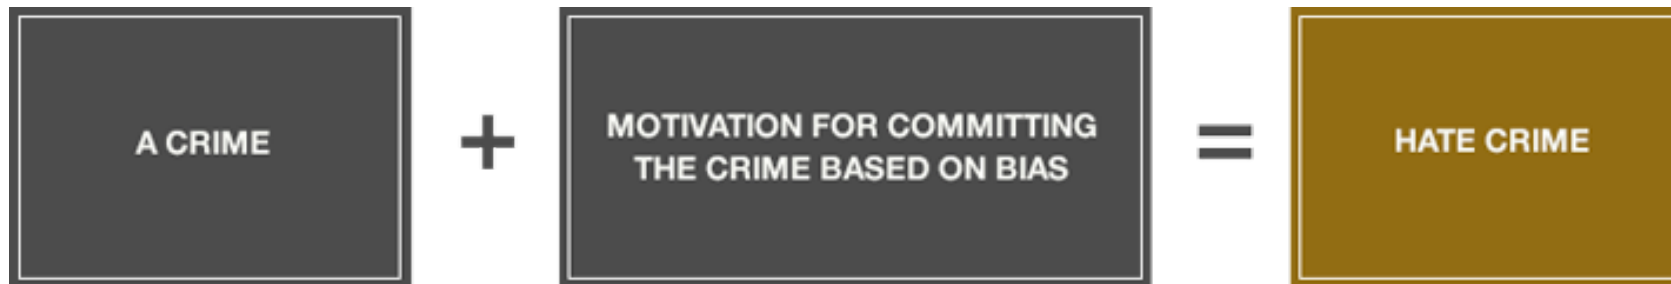 A CRIME
+
MOTIVATION FOR COMMITTING
THE CRIME BASED ON BIAS
=
HATE CRIME